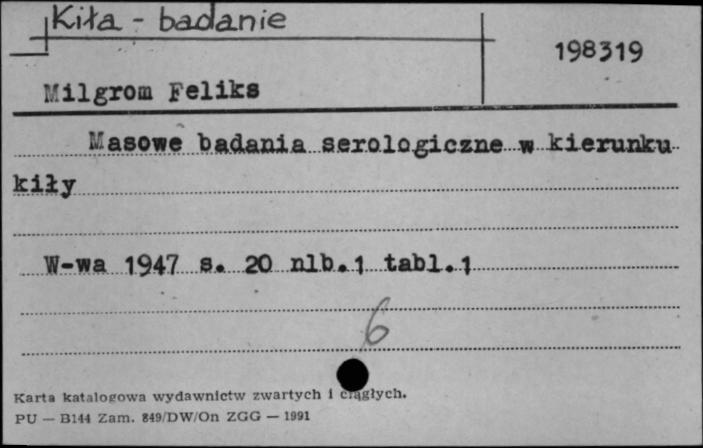 Kiła - badanie
198319
Milgrom Feliks
Masowe badania serologiczne w kierunku
kiły
W-wa 1947 s. 20 nlb.1 tabl.1
6
Karta katalogowa wydawnictw zwartych i ciągłych.
PU — B144 Zam. 849/DW/On ZGG — 1991